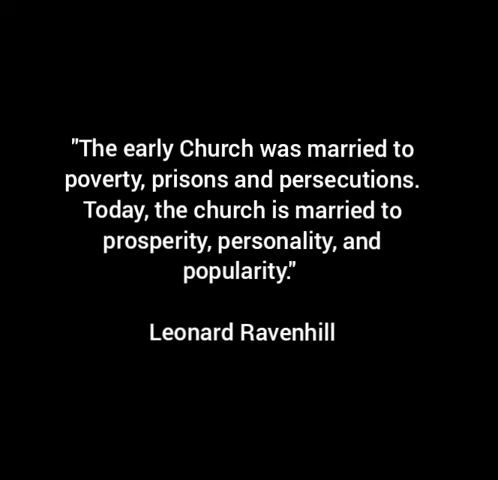 "The early Church was married to
poverty, prisons and persecutions.
Today, the church is married to
prosperity, personality, and
popularity."
Leonard Ravenhill